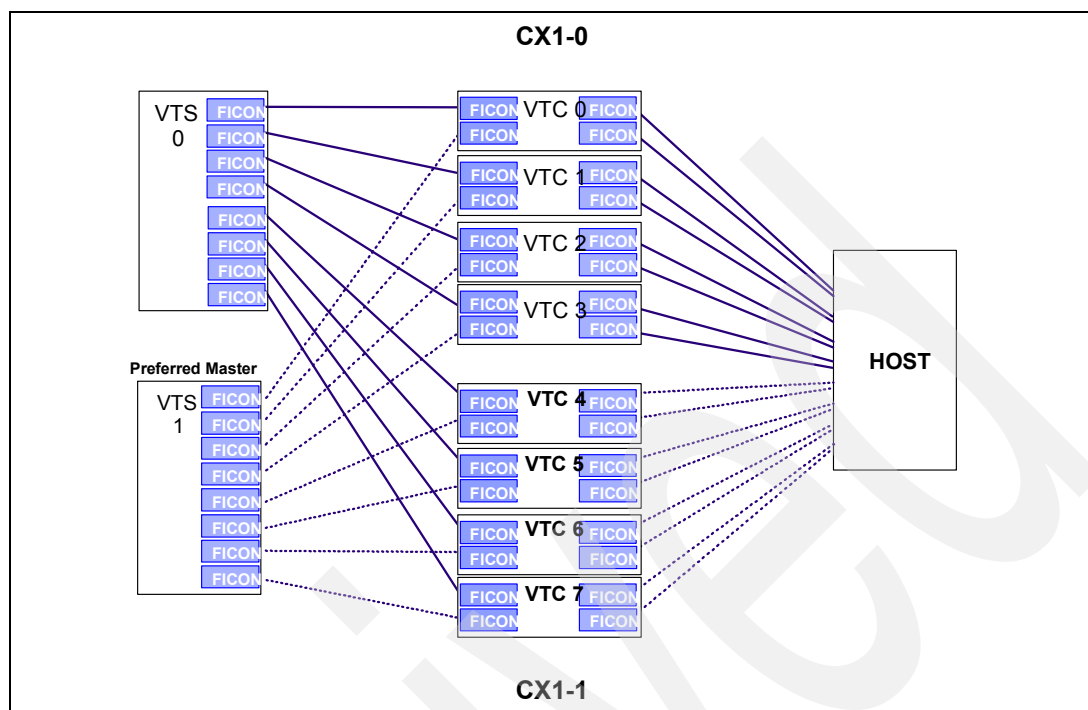 CX1-0
VTS
0
FICON
FICON
FICON
FICON
FICON
FICON
FICON
FICON
Preferred Master
VTS
1
FICON
FICON
FICON
FICON
FICON
FICON
FICON
FICON
FICON VTC 0 FICON
FICON FICON
FICON VTC 1 FICON
FICON FICON
FICON VTC 2 FICON
FICON FICON
FICON VTC 3 FICON
FICON FICON
FICON VTC 4 FICON
FICON FICON
FICON VTC 5 FICON
FICON FICON
FICON VTC 6 FICON
FICON FICON
FICON VTC 7 FICON
FICON FICON
HOST
CX1-1